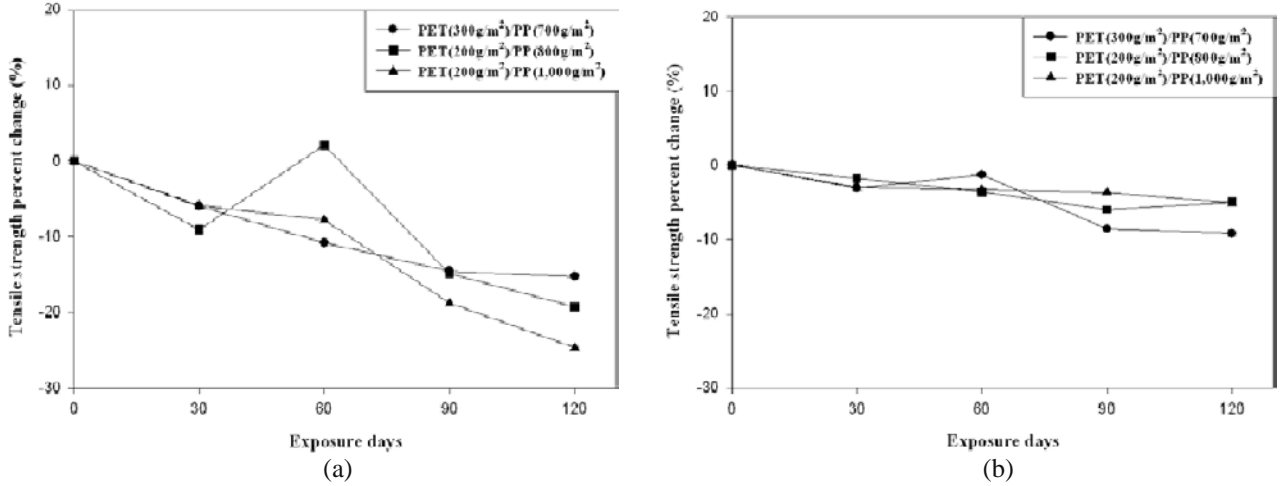 20
10
0
-10
-20
-30
Tensile strength percent change (%)
PET(300g/m²)/PP(700g/m²)
PET(200g/m²)/PP(800g/m²)
PET(200g/m²)/PP(1,000g/m²)
0 30 60 90 120
Exposure days
(a)
20
10
0
-10
-20
-30
Tensile strength percent change (%)
PET(300g/m²)/PP(700g/m²)
PET(200g/m²)/PP(800g/m²)
PET(200g/m²)/PP(1,000g/m²)
0 30 60 90 120
Exposure days
(b)